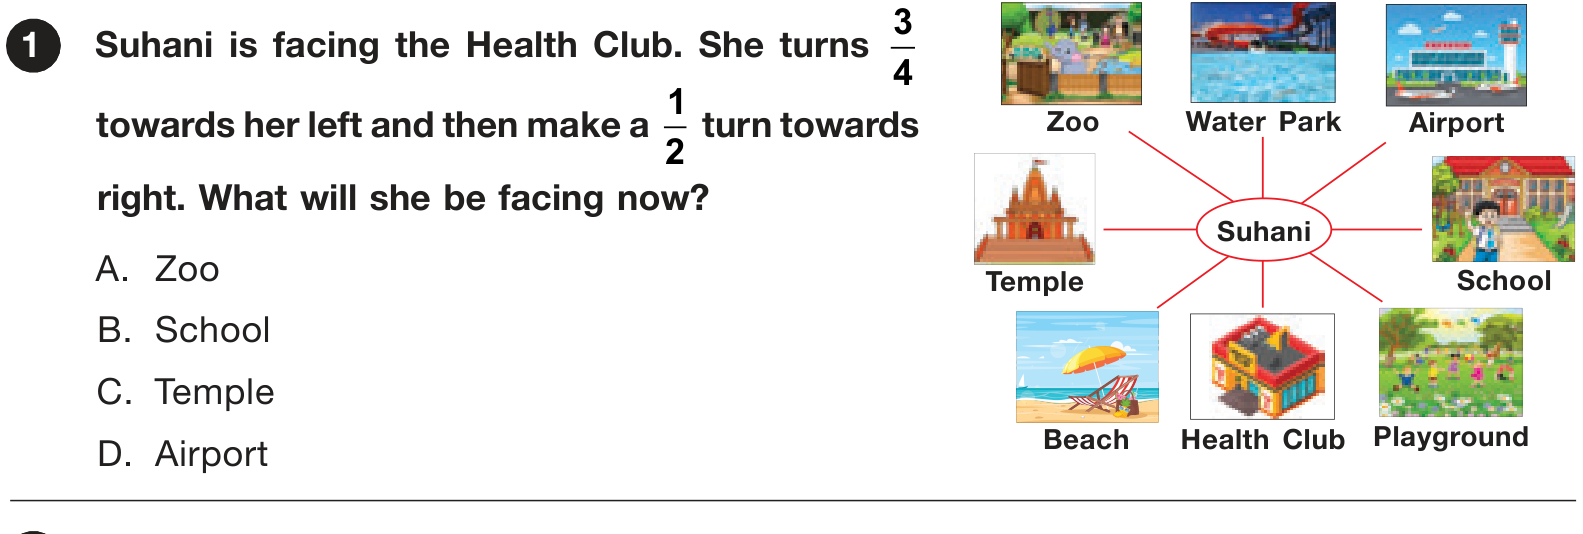 1 Suhani is facing the Health Club. She turns 3/4
towards her left and then make a 1/2 turn towards
right. What will she be facing now?
A. Zoo
B. School
C. Temple
D. Airport
Zoo Water Park Airport
Suhani
Temple School
Beach Health Club Playground